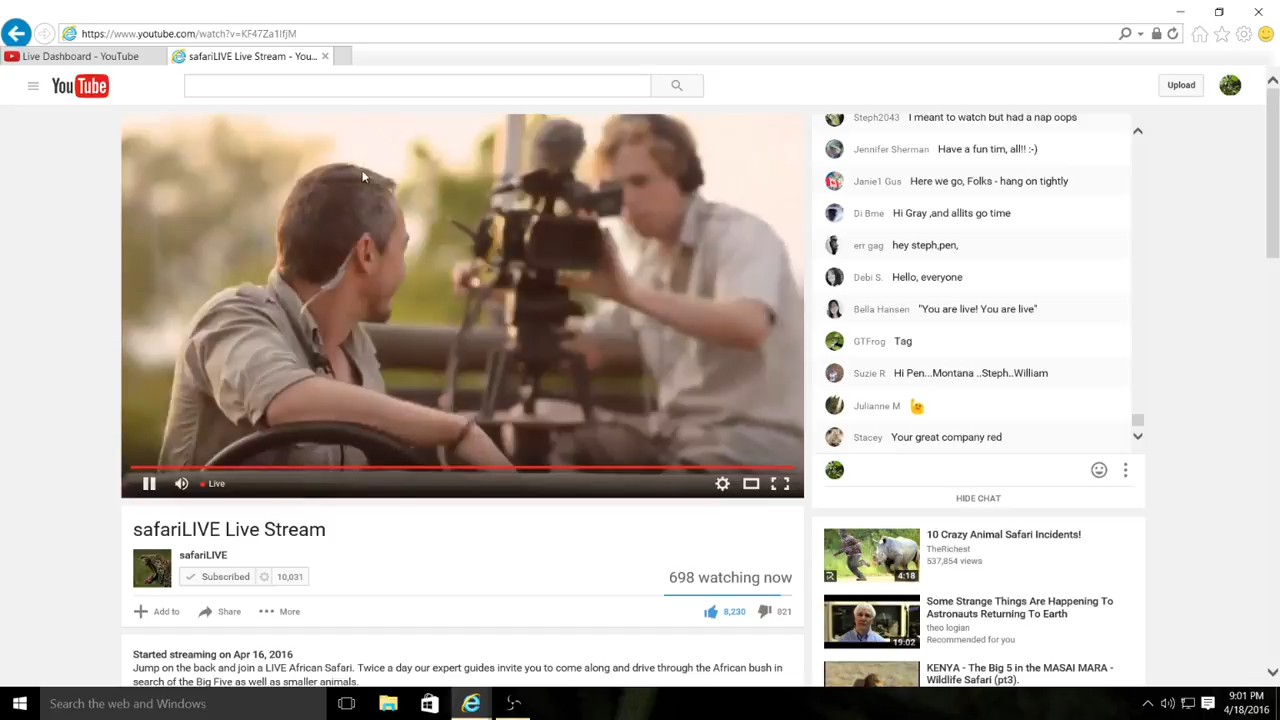 https://www.youtube.com/watch?v=KF47Za1lfjM
Live Dashboard - YouTube
safariLIVE Live Stream - You...
YouTube
Upload
Steph2043 I meant to watch but had a nap oops
Jennifer Sherman Have a fun tim, all!! :-)
Janie1 Gus Here we go, Folks - hang on tightly
Di Bme Hi Gray ,and allits go time
err gag hey steph,pen,
Debi S. Hello, everyone
Bella Hansen "You are live! You are live"
GTFrog Tag
Suzie R Hi Pen...Montana ..Steph..William
Julianne M
Stacey Your great company red
Live
HIDE CHAT
safariLIVE Live Stream
safariLIVE
Subscribed 10,031
698 watching now
Add to Share More
8,230 821
Started streaming on Apr 16, 2016
Jump on the back and join a LIVE African Safari. Twice a day our expert guides invite you to come along and drive through the African bush in
search of the Big Five as well as smaller animals.
10 Crazy Animal Safari Incidents!
TheRichest
537,854 views
4:18
Some Strange Things Are Happening To
Astronauts Returning To Earth
theo logian
Recommended for you
19:02
KENYA - The Big 5 in the MASAI MARA -
Wildlife Safari (pt3).
Search the web and Windows
9:01 PM
4/18/2016